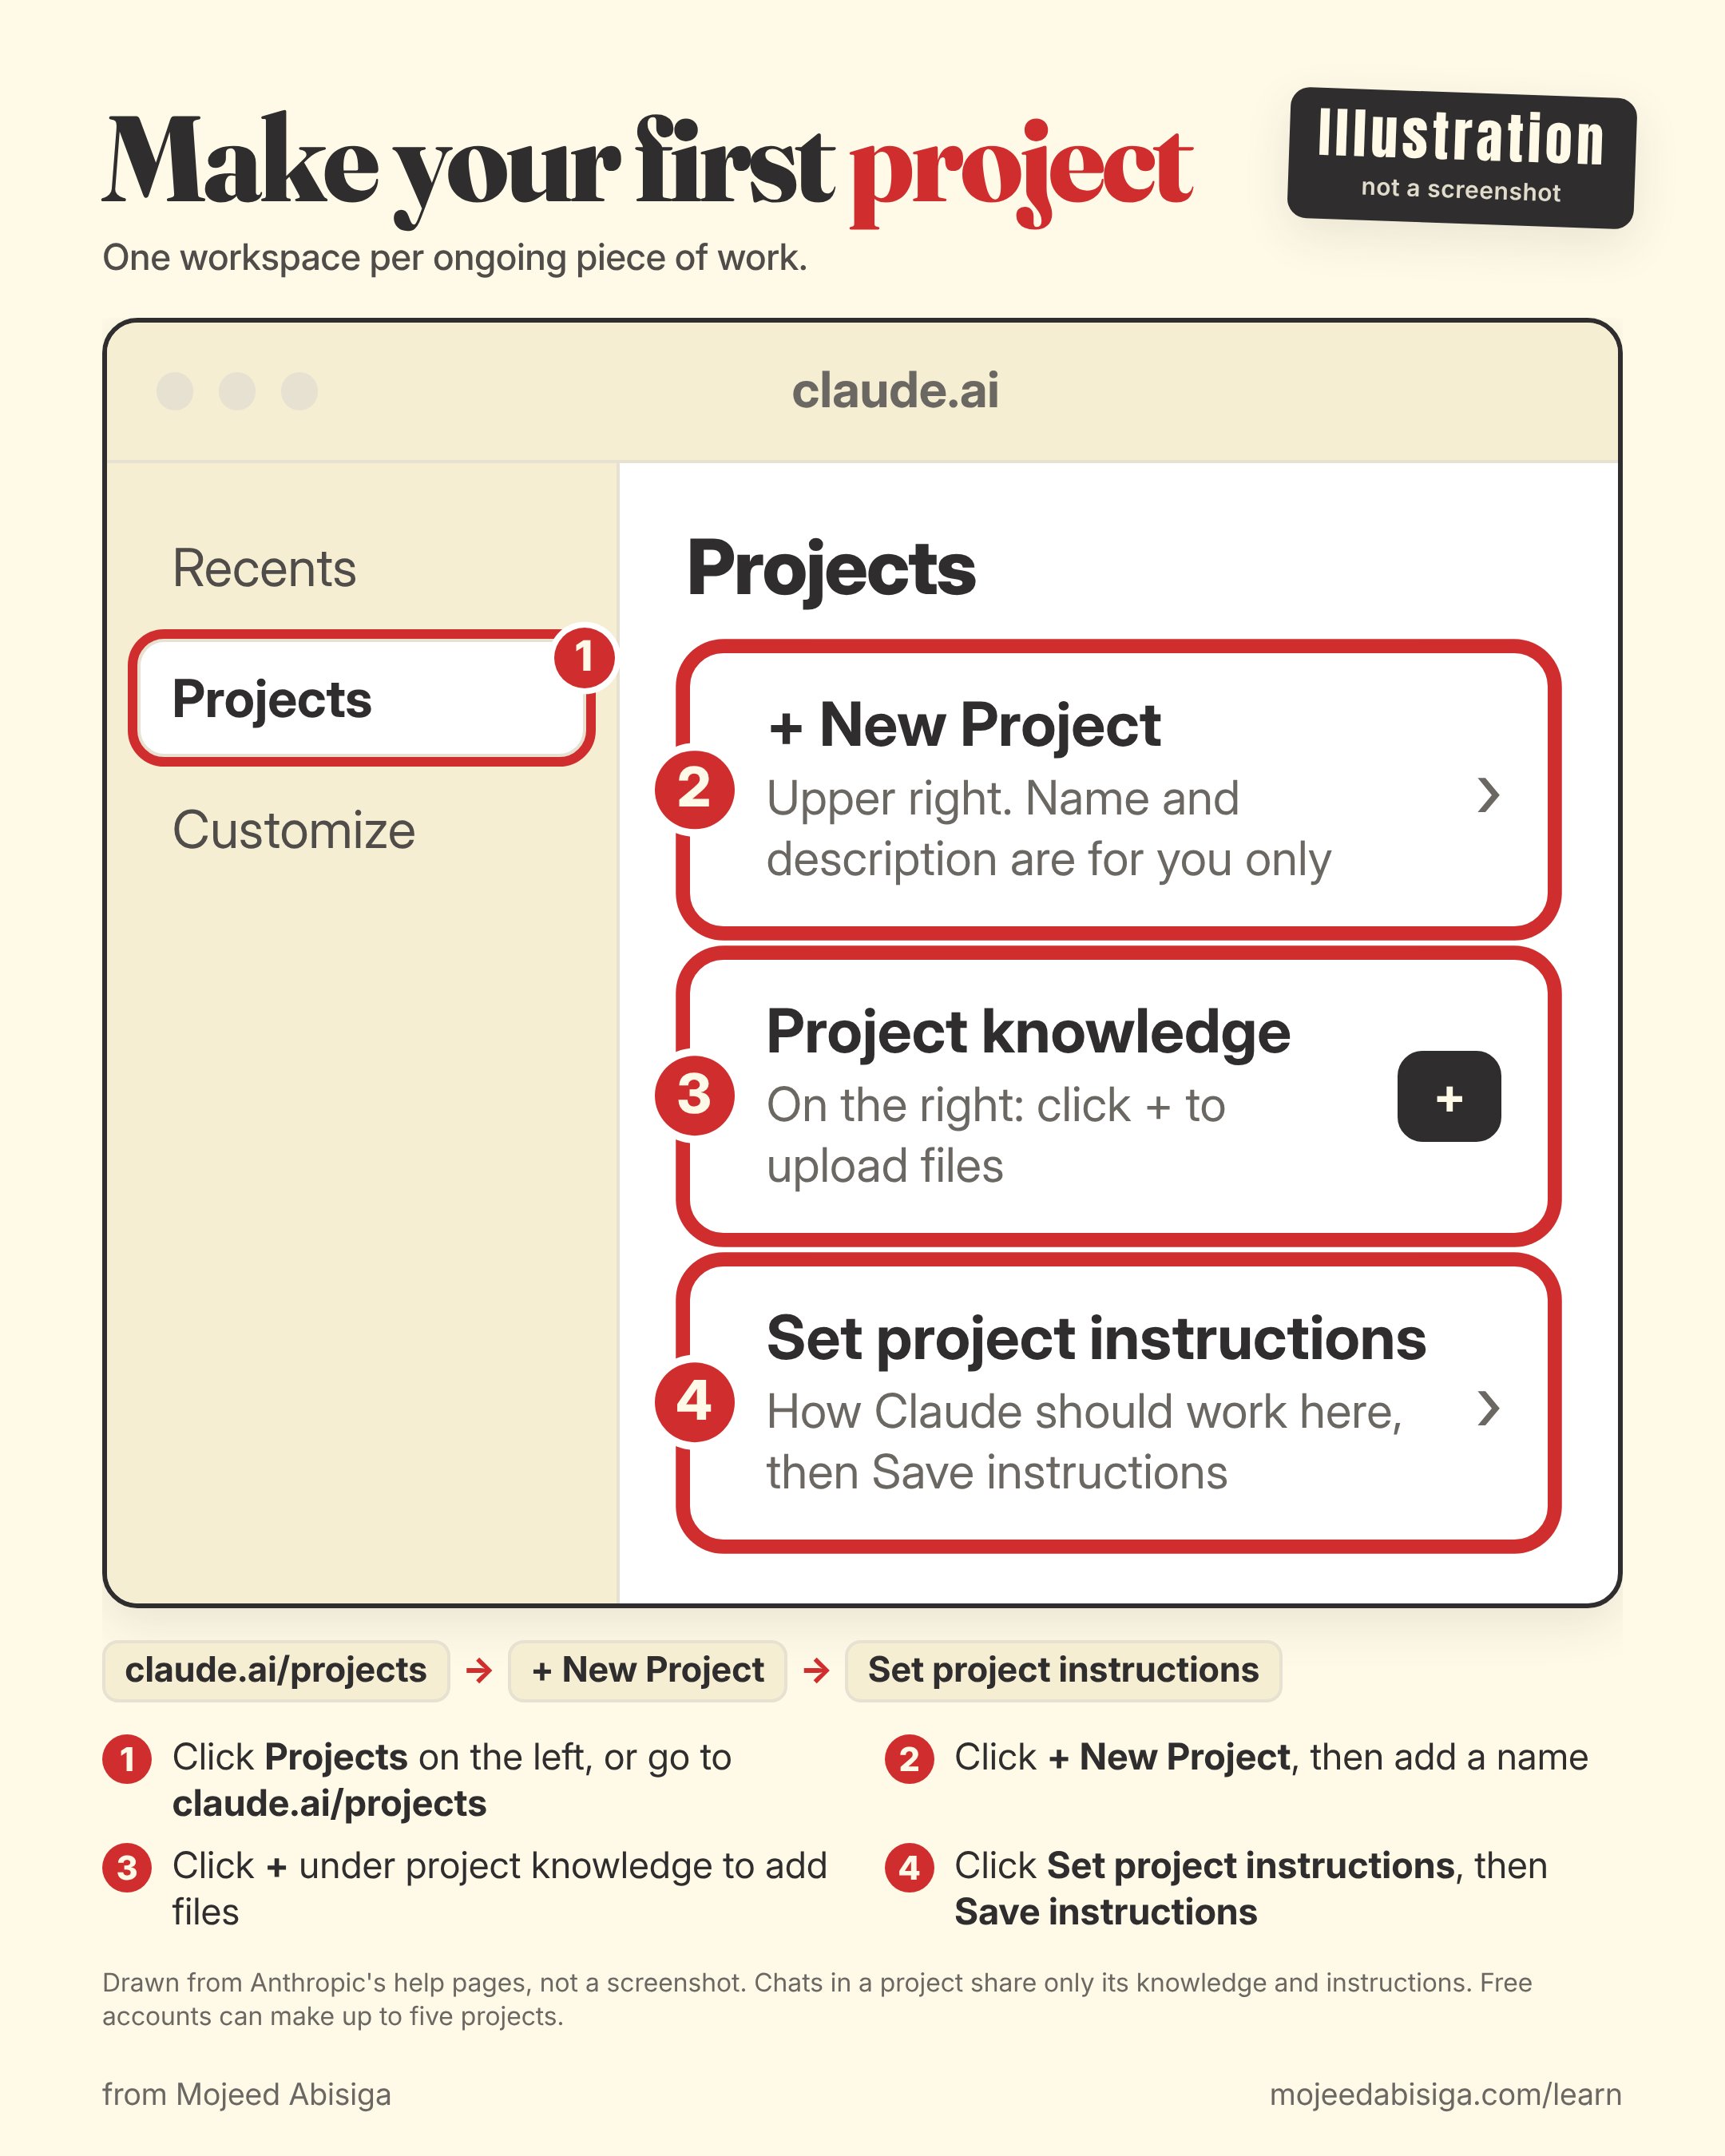 Make your first project
Illustration
not a screenshot
One workspace per ongoing piece of work.
claude.ai
Recents
Projects
1
Customize
Projects
2
+ New Project
Upper right. Name and
description are for you only
›
3
Project knowledge
On the right: click + to
upload files
+
4
Set project instructions
How Claude should work here,
then Save instructions
›
claude.ai/projects → + New Project → Set project instructions
1 Click Projects on the left, or go to
claude.ai/projects
2 Click + New Project, then add a name
3 Click + under project knowledge to add
files
4 Click Set project instructions, then
Save instructions
Drawn from Anthropic's help pages, not a screenshot. Chats in a project share only its knowledge and instructions. Free
accounts can make up to five projects.
from Mojeed Abisiga
mojeedabisiga.com/learn